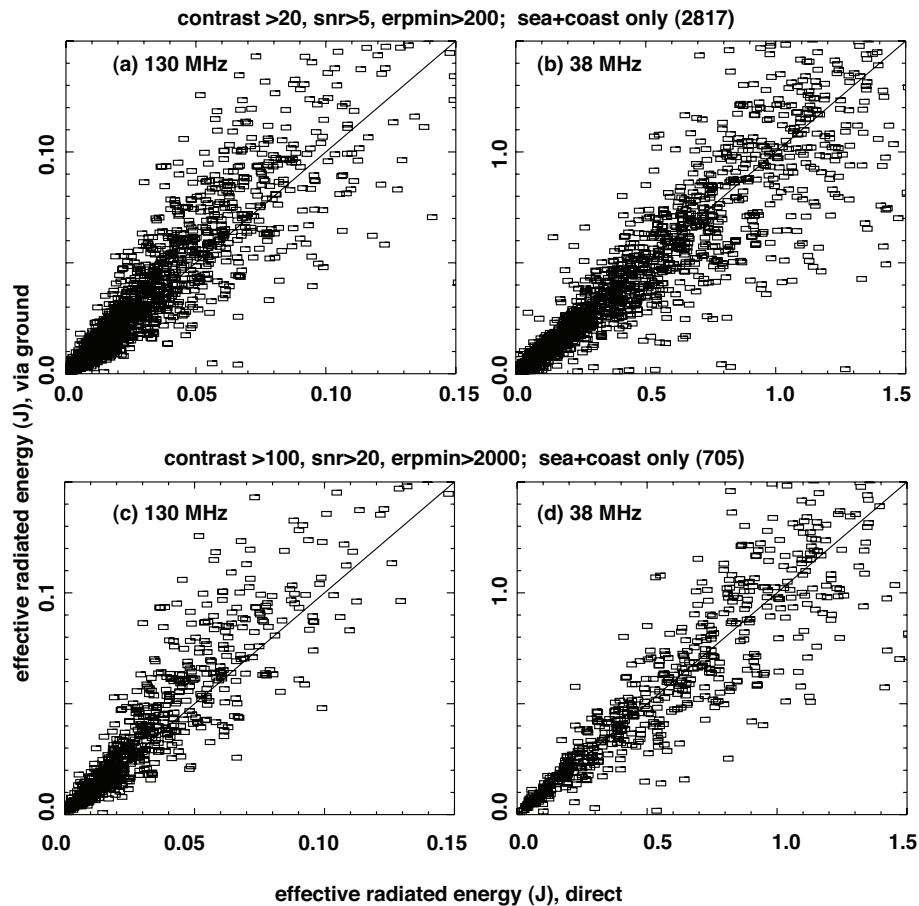 contrast >20, snr>5, erpmin>200; sea+coast only (2817)
(a) 130 MHz
(b) 38 MHz
0.10
0.0
1.0
0.0
0.0 0.05 0.10 0.15
0.0 0.5 1.0 1.5
contrast >100, snr>20, erpmin>2000; sea+coast only (705)
(c) 130 MHz
(d) 38 MHz
0.1
0.0
1.0
0.0
0.0 0.05 0.10 0.15
0.0 0.5 1.0 1.5
effective radiated energy (J), via ground
effective radiated energy (J), direct